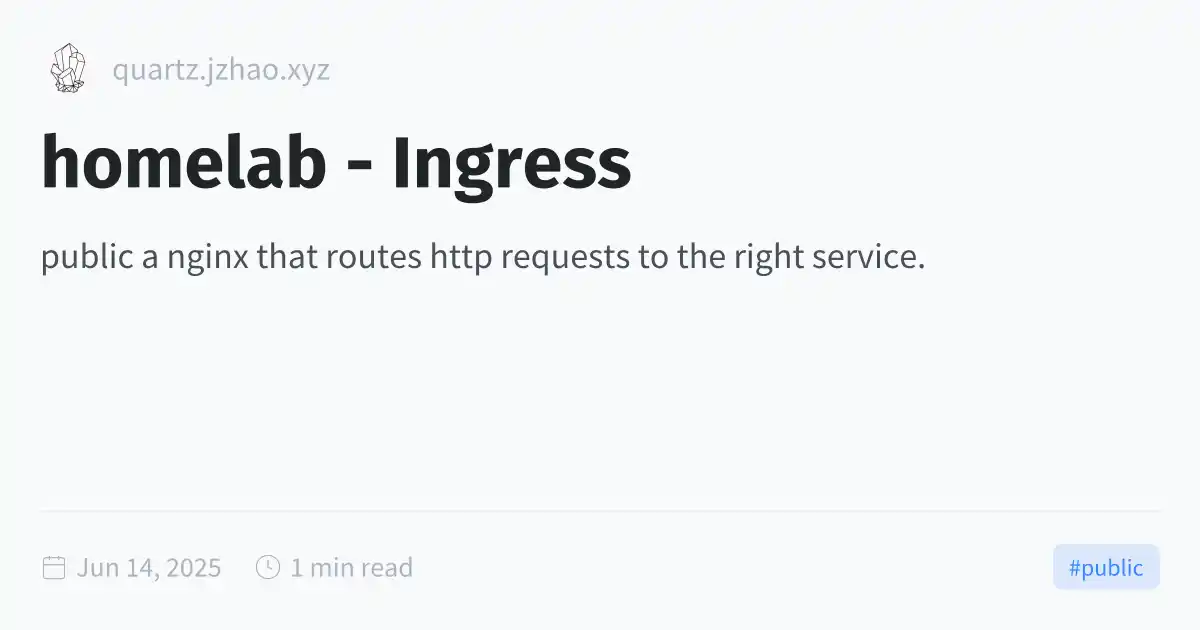 quartz.jzhao.xyz
homelab - Ingress
public a nginx that routes http requests to the right service.
Jun 14, 2025 1 min read #public